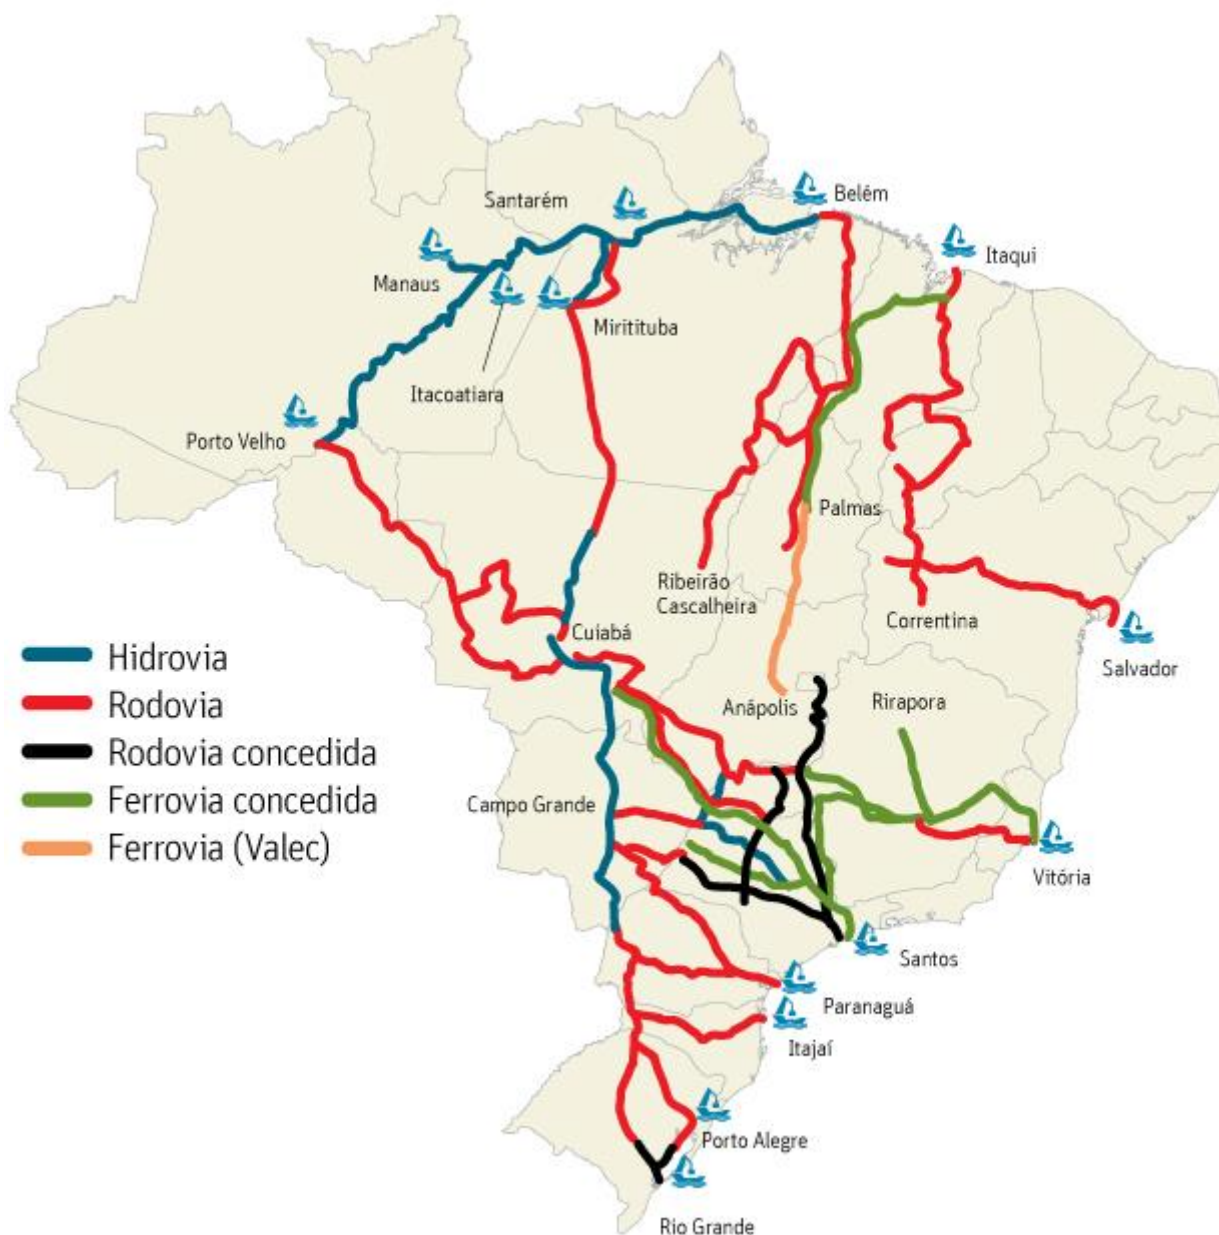 Santarém
Belém
Itaqui
Manaus
Miritituba
Itacoatiara
Porto Velho
Palmas
Ribeirão
Cascalheira
Correntina
Cuiabá
Salvador
Hidrovia
Rodovia
Rodovia concedida
Ferrovia concedida
Ferrovia (Valec)
Anápolis
Rirapora
Campo Grande
Vitória
Santos
Paranaguá
Itajaí
Porto Alegre
Rio Grande